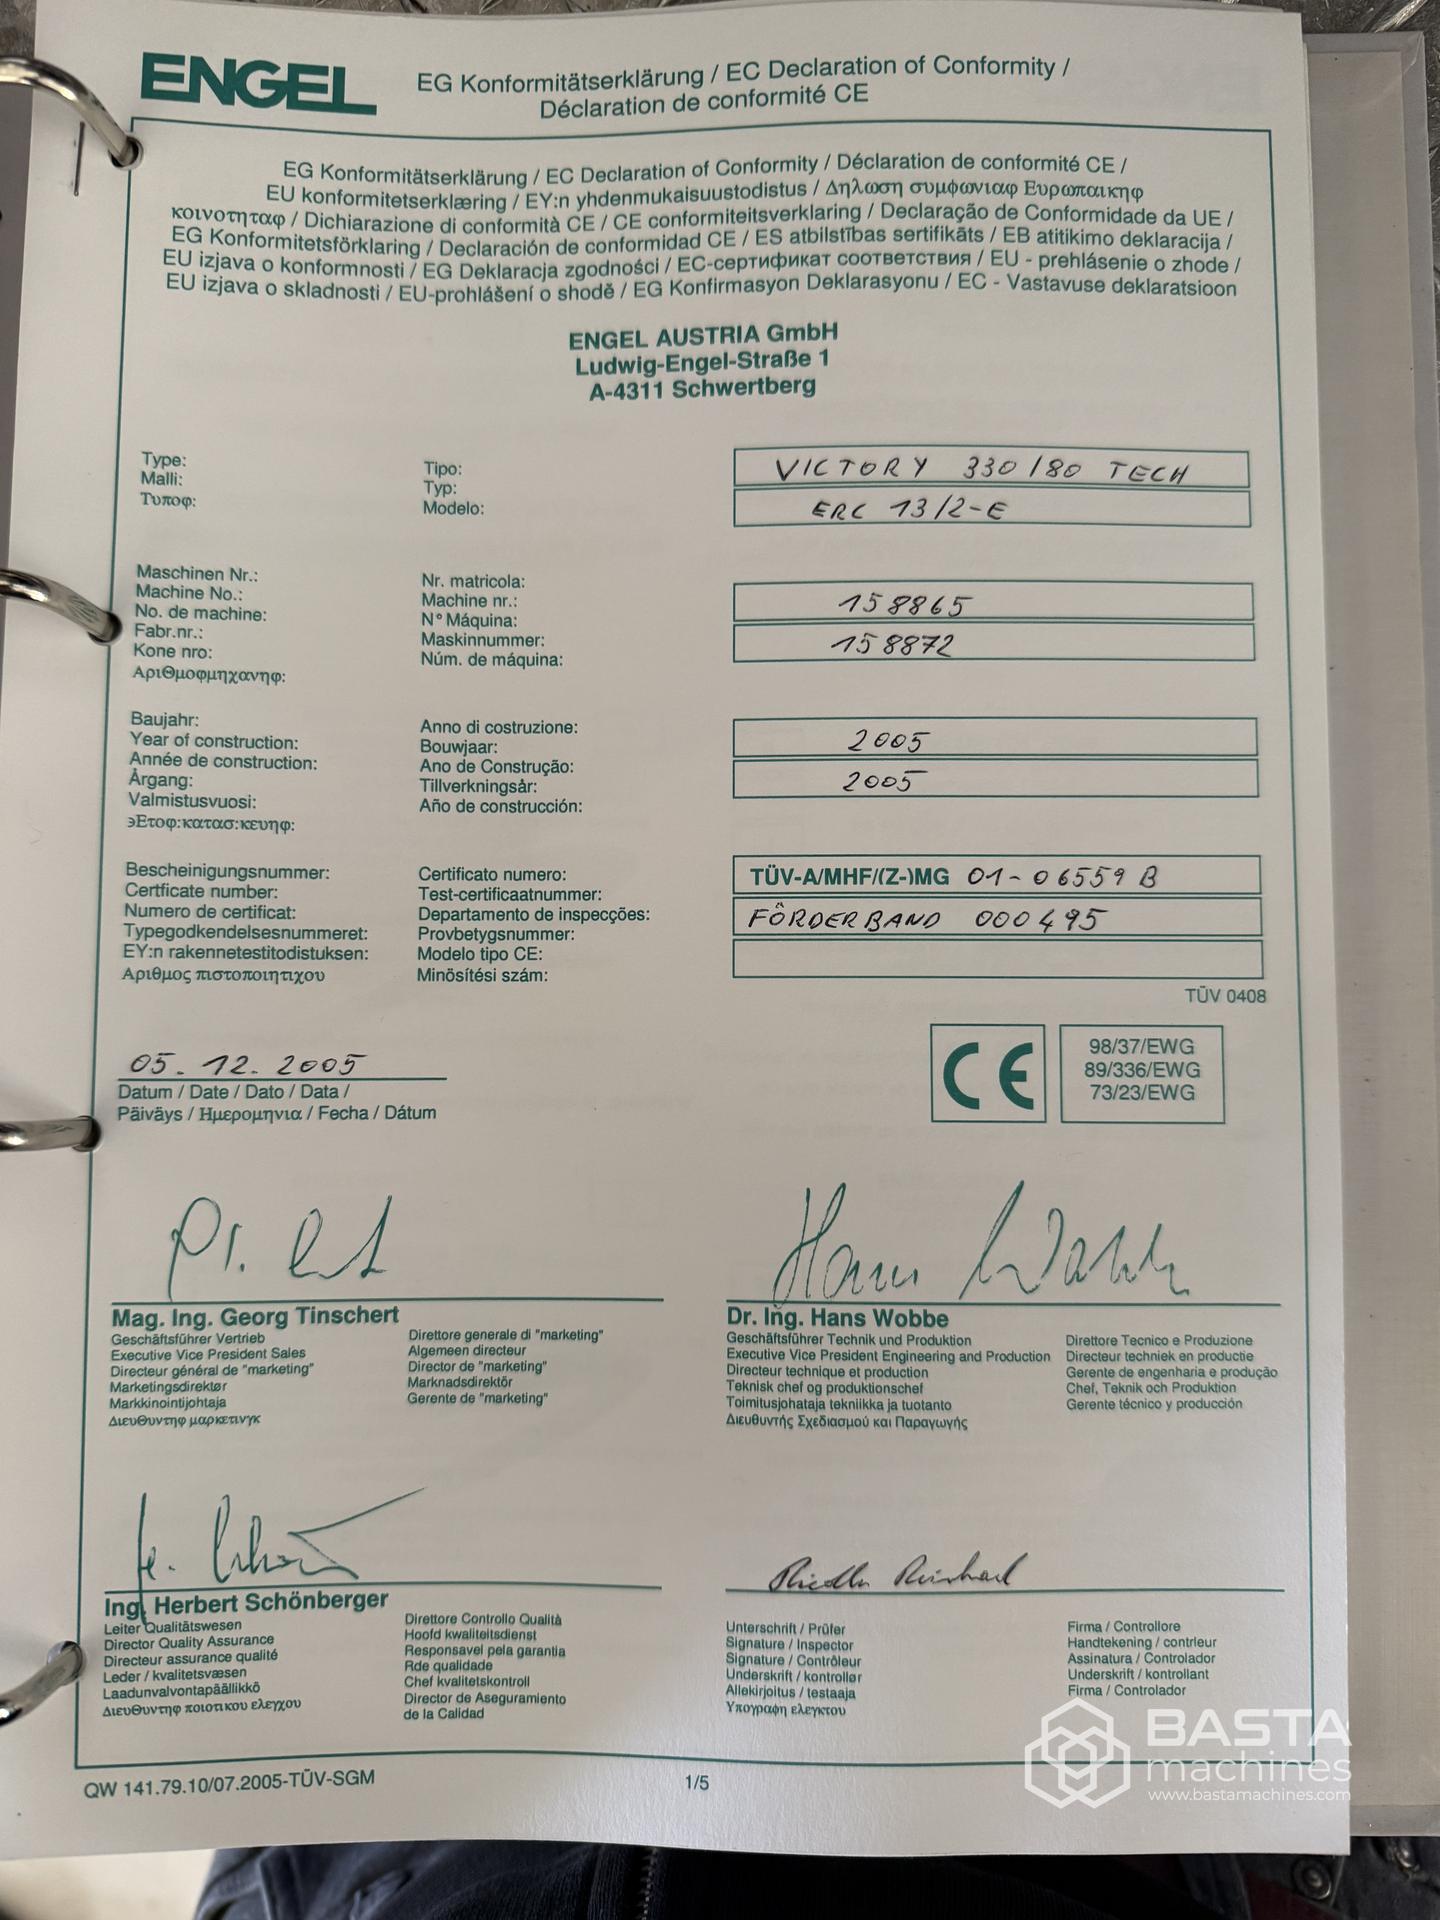 ENGEL
EG Konformitätserklärung / EC Declaration of Conformity /
Déclaration de conformité CE
EG Konformitätserklärung / EC Declaration of Conformity / Déclaration de conformité CE /
EU konformitetserklærning / EY:n yhdenmukaisuustodistus / Δηλωση συμφωνιαφ Ευρωπαικηφ
κοινοτηταφ / Dichiarazione di conformità CE / CE conformiteitsverklaring / Declaração de Conformidade da UE /
EG Konformitetsförklaring / Declaración de conformidad CE / ES atbilstības sertifikāts / EB atitikimo deklaracija /
EU izjava o konformnosti / EG Deklaracja zgodności / EC-сертификат соответствия / EU - prehlásenie o zhode /
EU izjava o skladnosti / EU-prohlášení o shodě / EG Konfirmasyon Deklarasyonu / EC - Vastavuse deklaratsioon
ENGEL AUSTRIA GmbH
Ludwig-Engel-Straße 1
A-4311 Schwertberg
Type:
Malli:
Τυποφ:
Tipo:
Typ:
Modelo:
VICTORY 330/80 TECH
ERC 13/2-E
Maschinen Nr.:
Machine No.:
No. de machine:
Fabr.nr.:
Kone nro:
ΑριΘμοφμηχανηφ:
Nr. matricola:
Machine nr.:
N° Máquina:
Maskinnummer:
Núm. de máquina:
158865
158872
Baujahr:
Year of construction:
Année de construction:
Årgang:
Valmistusvuosi:
϶Ετοφ:κατασ:κευηφ:
Anno di costruzione:
Bouwjaar:
Ano de Construção:
Tillverkningsår:
Año de construcción:
2005
2005
Bescheinigungsnummer:
Certficate number:
Numero de certificat:
Typegodkendelsesnummeret:
EY:n rakennetestitodistuksen:
Αριθμος πιστοποιητιχου
Certificato numero:
Test-certificaatnummer:
Departamento de inspecções:
Provbetygsnummer:
Modelo tipo CE:
Minösítési szám:
TÜV-A/MHF/(Z-)MG 01-06559 B
FÖRDERBAND 000495
TÜV 0408
05.12.2005
Datum / Date / Dato / Data /
Päiväys / Ημερομηνια / Fecha / Dátum
CE
98/37/EWG
89/336/EWG
73/23/EWG
Hans Wobbe
Mag. Ing. Georg Tinschert
Geschäftsführer Vertrieb
Executive Vice President Sales
Directeur général de "marketing"
Marketingsdirektør
Markkinointijohtaja
ΔιευΘυντηφ μαρκετινγκ
Direttore generale di "marketing"
Algemeen directeur
Director de "marketing"
Marknadsdirektör
Gerente de "marketing"
Dr. Ing. Hans Wobbe
Geschäftsführer Technik und Produktion
Executive Vice President Engineering and Production
Directeur technique et production
Teknisk chef og produktionschef
Toimitusjohataja tekniikka ja tuotanto
Διευθυντής Σχεδιασμού και Παραγωγής
Direttore Tecnico e Produzione
Directeur techniek en productie
Gerente de engenharia e produção
Chef, Teknik och Produktion
Gerente técnico y producción
Ing. Herbert Schönberger
Leiter Qualitätswesen
Director Quality Assurance
Directeur assurance qualité
Leder / kvalitetsvæsen
Laadunvalvontapäällikkö
ΔιευΘυντηφ ποιοτικου ελεγχου
Direttore Controllo Qualità
Hoofd kwaliteitsdienst
Responsavel pela garantia
Rde qualidade
Chef kvalitetskontroll
Director de Aseguramiento
de la Calidad
Unterschrift / Prüfer
Signature / Inspector
Signature / Contrôleur
Underskrift / kontrollør
Allekirjoitus / testaaja
Υπογραφη ελεγκτου
Firma / Controllore
Handtekening / contrleur
Assinatura / Controlador
Underskrift / kontrollant
Firma / Controlador
QW 141.79.10/07.2005-TÜV-SGM
1/5
BASTA
machines
www.bastamachines.com